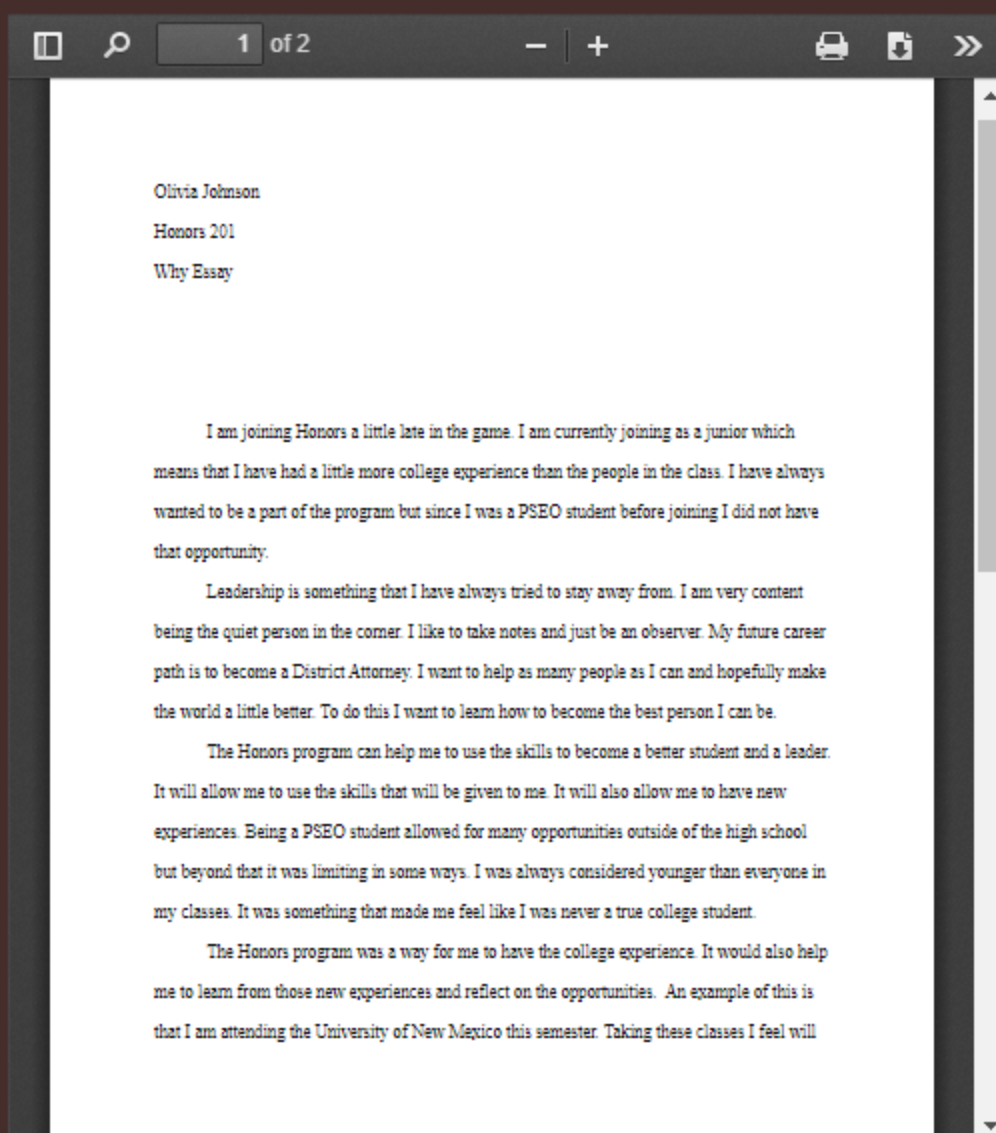 1 of 2
Olivia Johnson
Honors 201
Why Essay
I am joining Honors a little late in the game. I am currently joining as a junior which
means that I have had a little more college experience than the people in the class. I have always
wanted to be a part of the program but since I was a PSEO student before joining I did not have
that opportunity.
Leadership is something that I have always tried to stay away from. I am very content
being the quiet person in the corner. I like to take notes and just be an observer. My future career
path is to become a District Attorney. I want to help as many people as I can and hopefully make
the world a little better. To do this I want to learn how to become the best person I can be.
The Honors program can help me to use the skills to become a better student and a leader.
It will allow me to use the skills that will be given to me. It will also allow me to have new
experiences. Being a PSEO student allowed for many opportunities outside of the high school
but beyond that it was limiting in some ways. I was always considered younger than everyone in
my classes. It was something that made me feel like I was never a true college student.
The Honors program was a way for me to have the college experience. It would also help
me to learn from those new experiences and reflect on the opportunities.  An example of this is
that I am attending the University of New Mexico this semester. Taking these classes I feel will